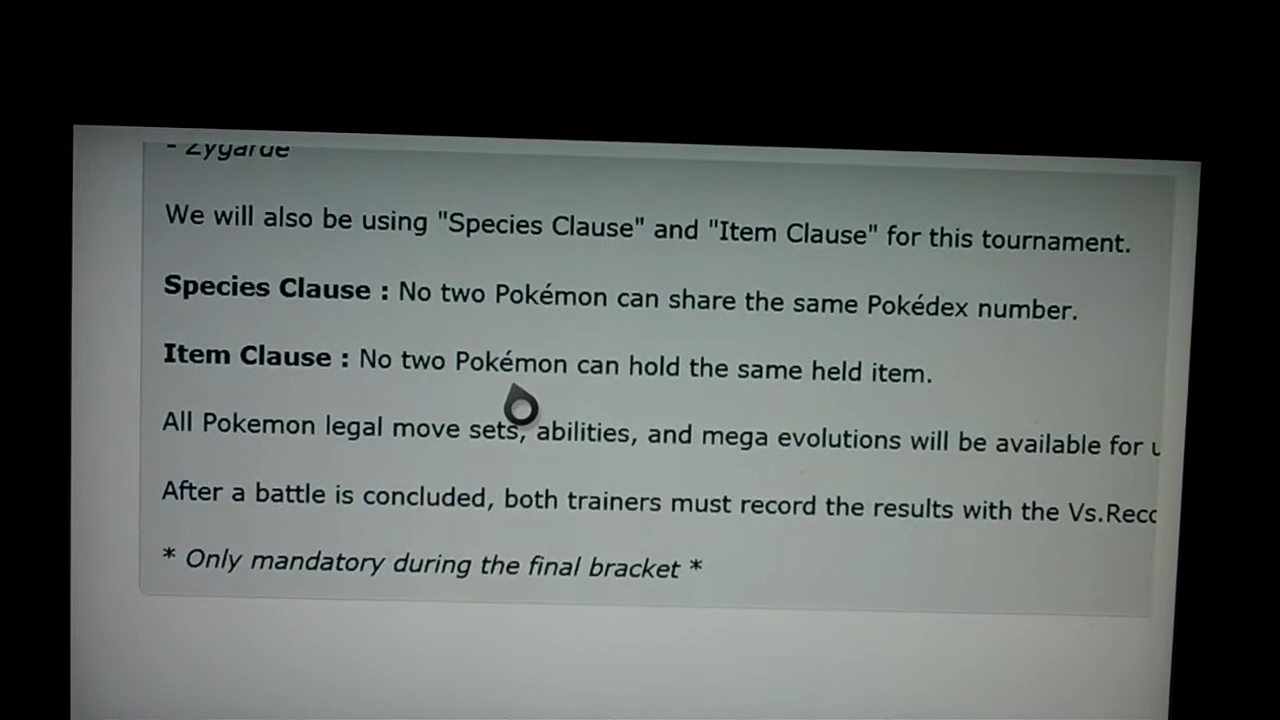 - Zygarde
We will also be using "Species Clause" and "Item Clause" for this tournament.
Species Clause : No two Pokémon can share the same Pokédex number.
Item Clause : No two Pokémon can hold the same held item.
All Pokemon legal move sets, abilities, and mega evolutions will be available for
After a battle is concluded, both trainers must record the results with the
* Only mandatory during the final bracket *